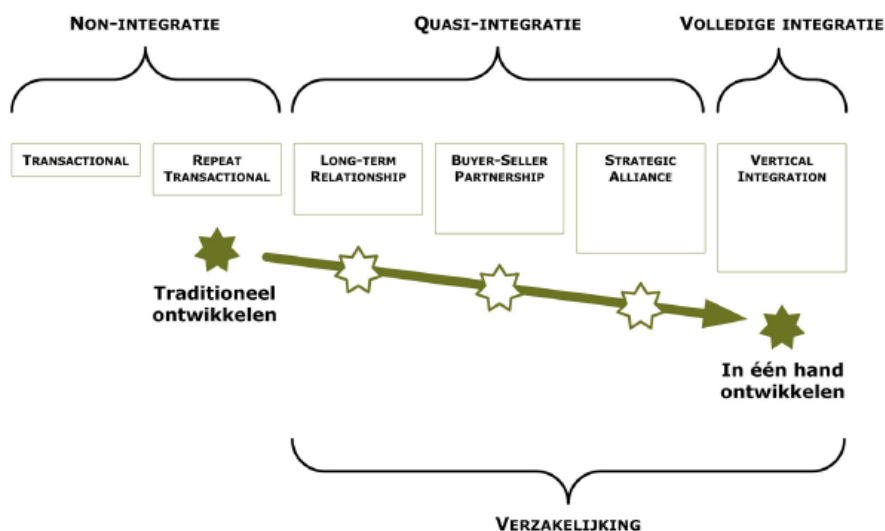 NON-INTEGRATIE
QUASI-INTEGRATIE
VOLLEDIGE INTEGRATIE
TRANSACTIONAL
REPEAT
TRANSACTIONAL
LONG-TERM
RELATIONSHIP
BUYER-SELLER
PARTNERSHIP
STRATEGIC
ALLIANCE
VERTICAL
INTEGRATION
Traditioneel
ontwikkelen
In één hand
ontwikkelen
VERZAKELIJKING